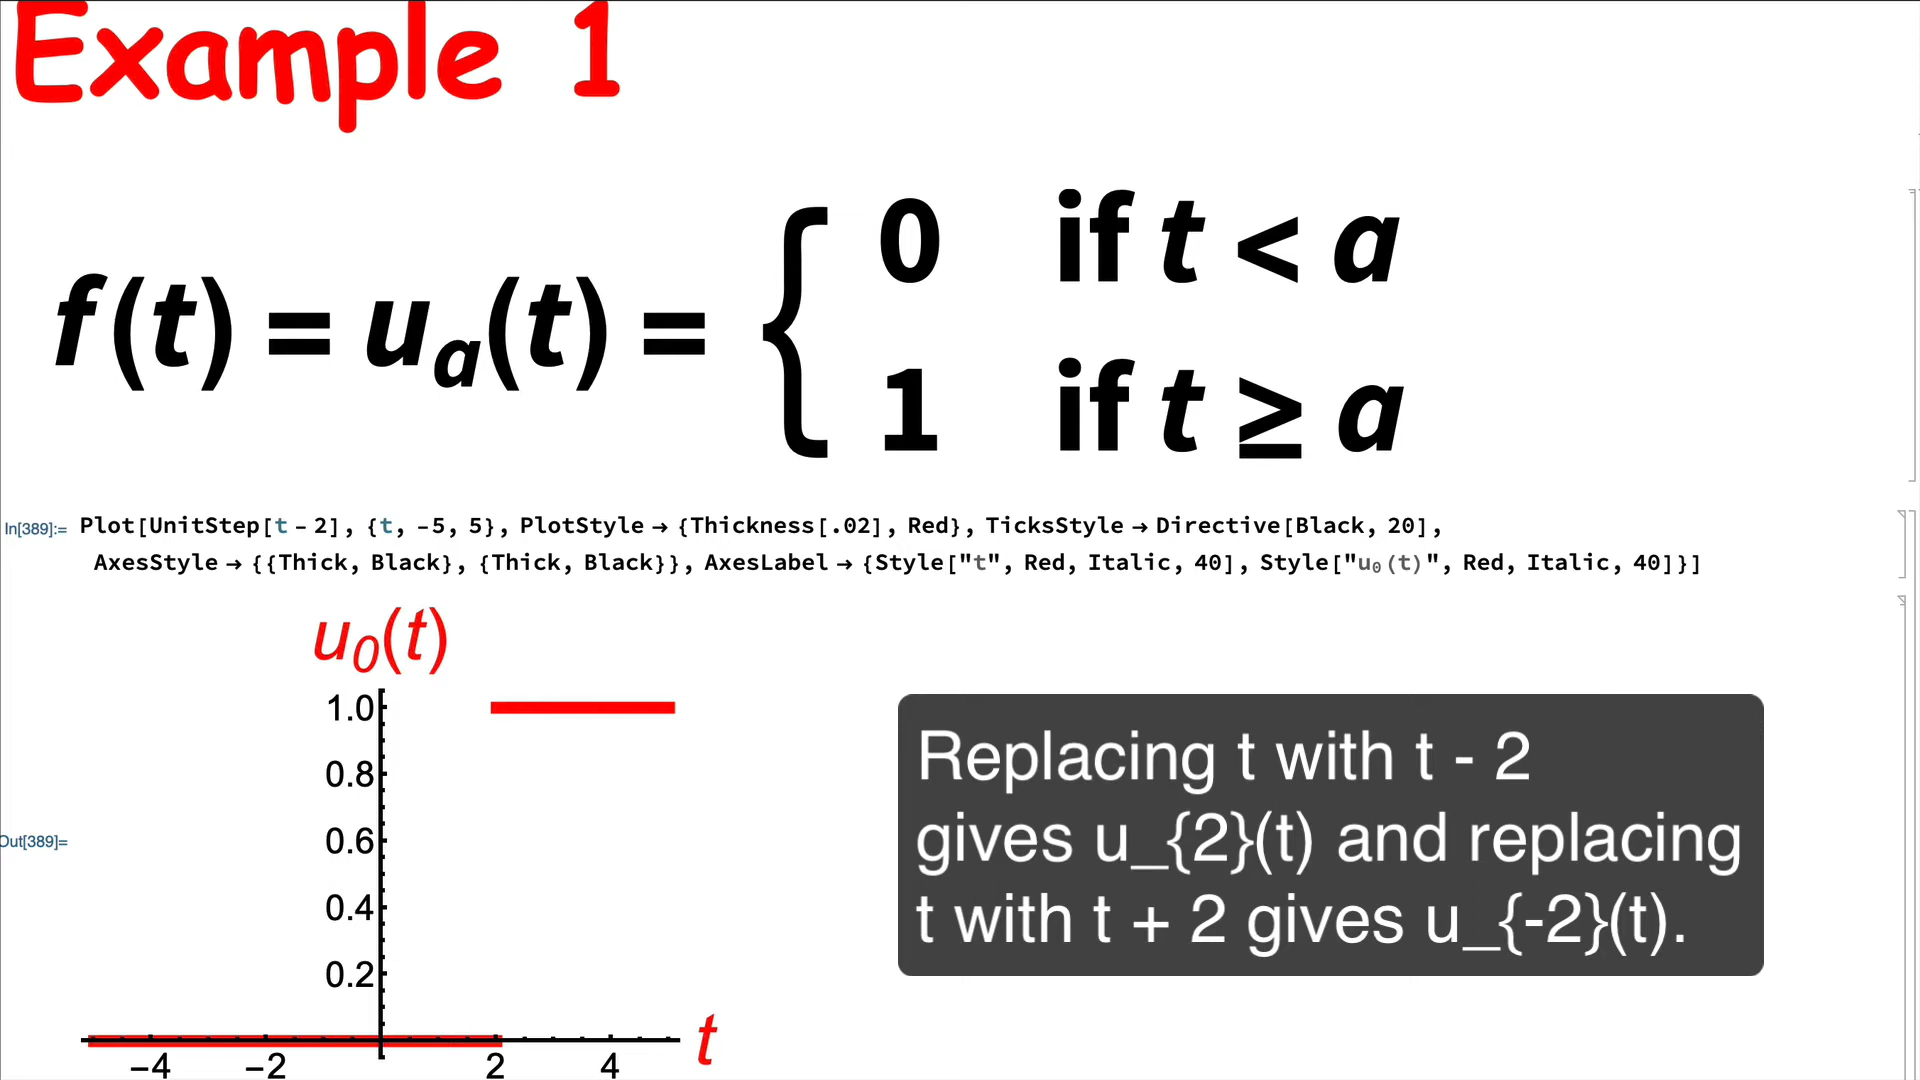 Example 1
f(t) = uₐ(t) = { 0 if t < a
1 if t ≥ a
In[389]:= Plot[UnitStep[t - 2], {t, -5, 5}, PlotStyle → {Thickness[.02], Red}, TicksStyle → Directive[Black, 20],
AxesStyle → {{Thick, Black}, {Thick, Black}}, AxesLabel → {Style["t", Red, Italic, 40], Style["u₀(t)", Red, Italic, 40]}]
u₀(t)
1.0
0.8
0.6
Out[389]=
0.4
0.2
t
-4 -2 2 4
Replacing t with t - 2
gives u_{2}(t) and replacing
t with t + 2 gives u_{-2}(t).